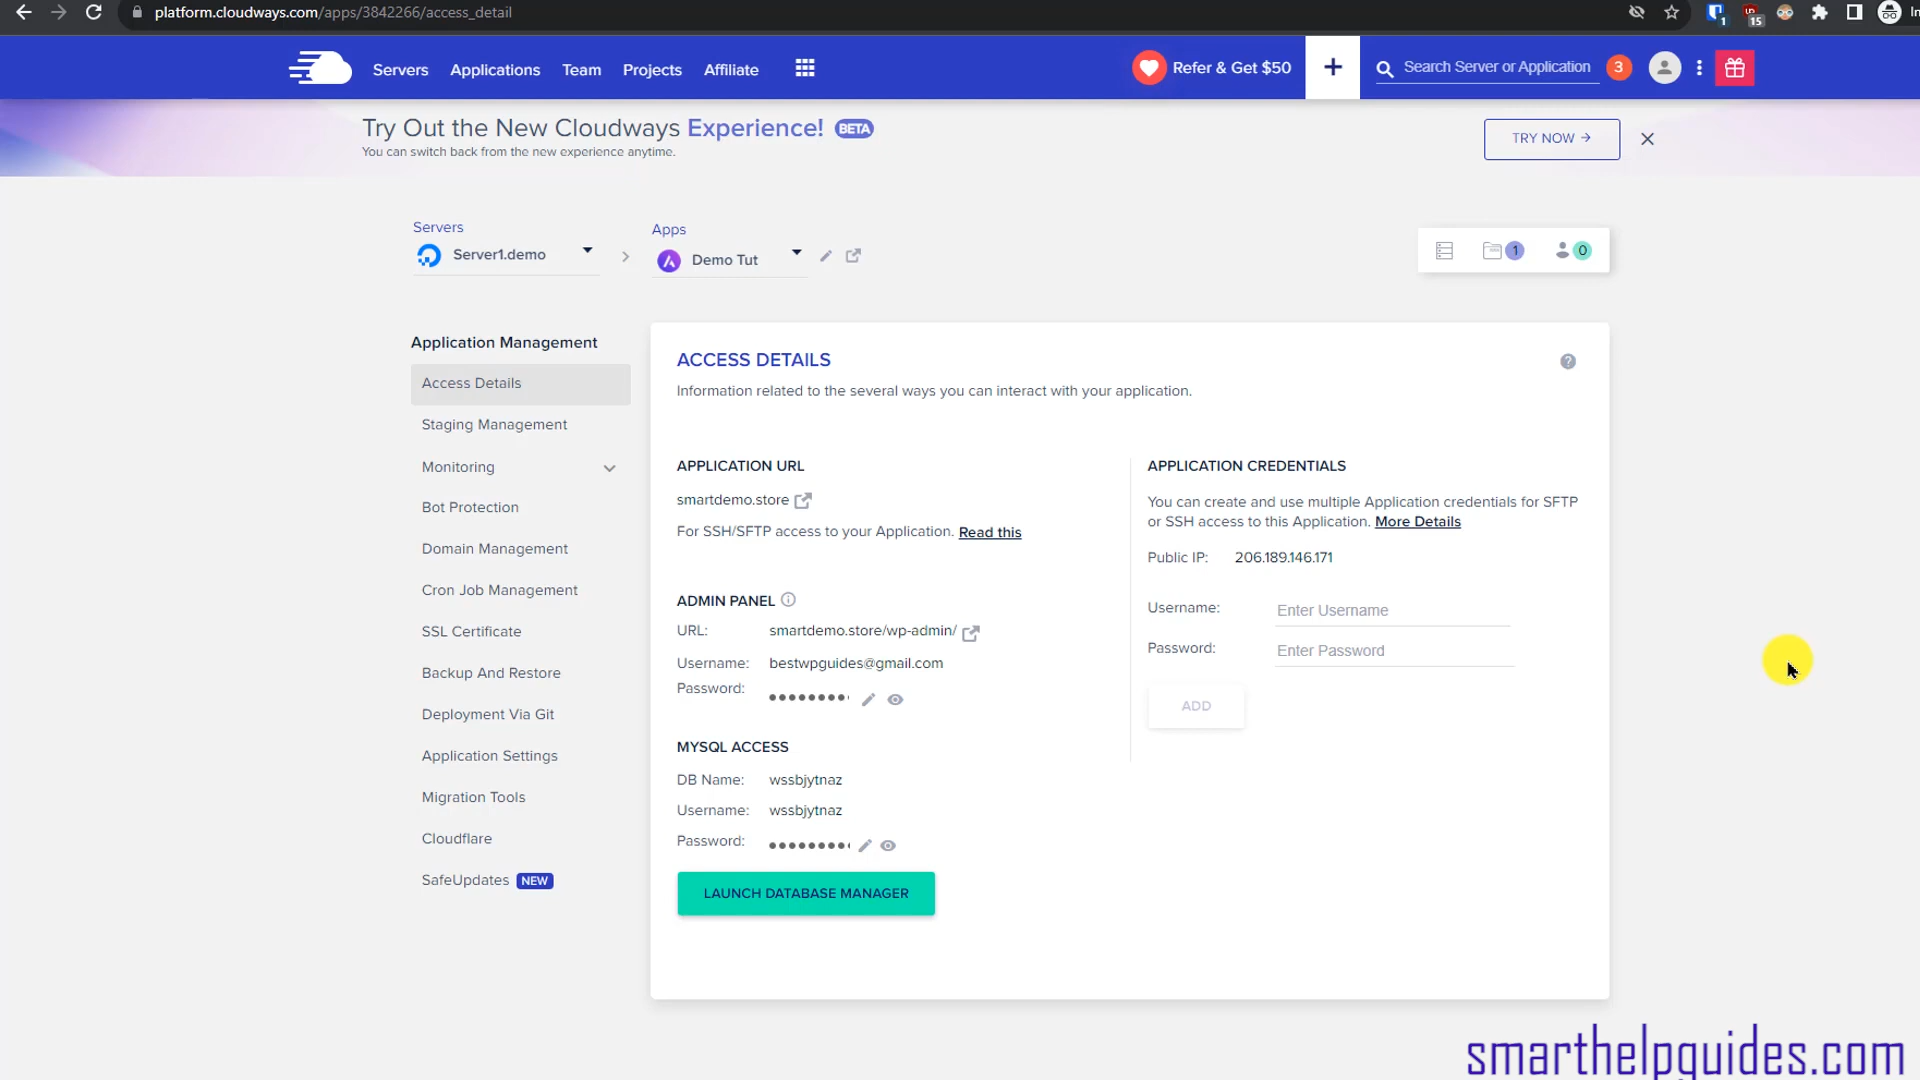 platform.cloudways.com/apps/3842266/access_detail
1
15
Servers
Applications
Team
Projects
Affiliate
Refer & Get $50
+
Search Server or Application
3
Try Out the New Cloudways Experience! BETA
You can switch back from the new experience anytime.
TRY NOW →
Servers
Server1.demo
Apps
Demo Tut
1
0
Application Management
Access Details
Staging Management
Monitoring
Bot Protection
Domain Management
Cron Job Management
SSL Certificate
Backup And Restore
Deployment Via Git
Application Settings
Migration Tools
Cloudflare
SafeUpdates NEW
ACCESS DETAILS
Information related to the several ways you can interact with your application.
APPLICATION URL
smartdemo.store
For SSH/SFTP access to your Application. Read this
ADMIN PANEL
URL: smartdemo.store/wp-admin/
Username: bestwpguides@gmail.com
Password:
MYSQL ACCESS
DB Name: wssbjytnaz
Username: wssbjytnaz
Password:
LAUNCH DATABASE MANAGER
APPLICATION CREDENTIALS
You can create and use multiple Application credentials for SFTP
or SSH access to this Application. More Details
Public IP: 206.189.146.171
Username: Enter Username
Password: Enter Password
ADD
smarthelpguides.com